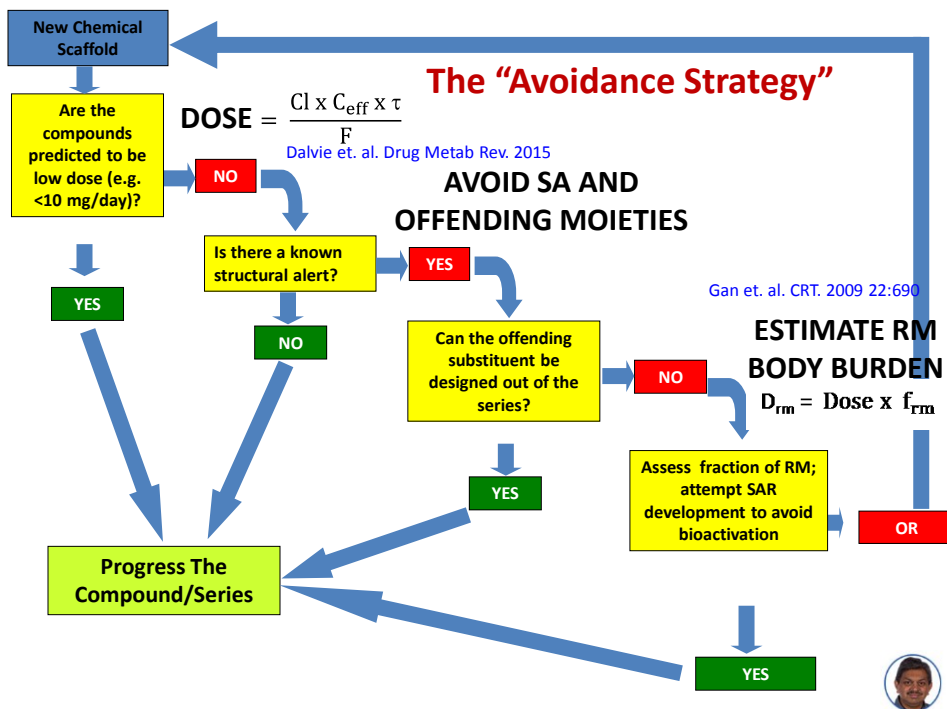 New Chemical
Scaffold
The “Avoidance Strategy”
Are the
compounds
predicted to be
low dose (e.g.
<10 mg/day)?
DOSE = Cl x C_eff x τ
F
Dalvie et. al. Drug Metab Rev. 2015
NO
AVOID SA AND
OFFENDING MOIETIES
Is there a known
structural alert?
YES
YES
NO
Gan et. al. CRT. 2009 22:690
Can the offending
substituent be
designed out of the
series?
NO
ESTIMATE RM
BODY BURDEN
D_rm = Dose x f_rm
YES
Assess fraction of RM;
attempt SAR
development to avoid
bioactivation
OR
Progress The
Compound/Series
YES